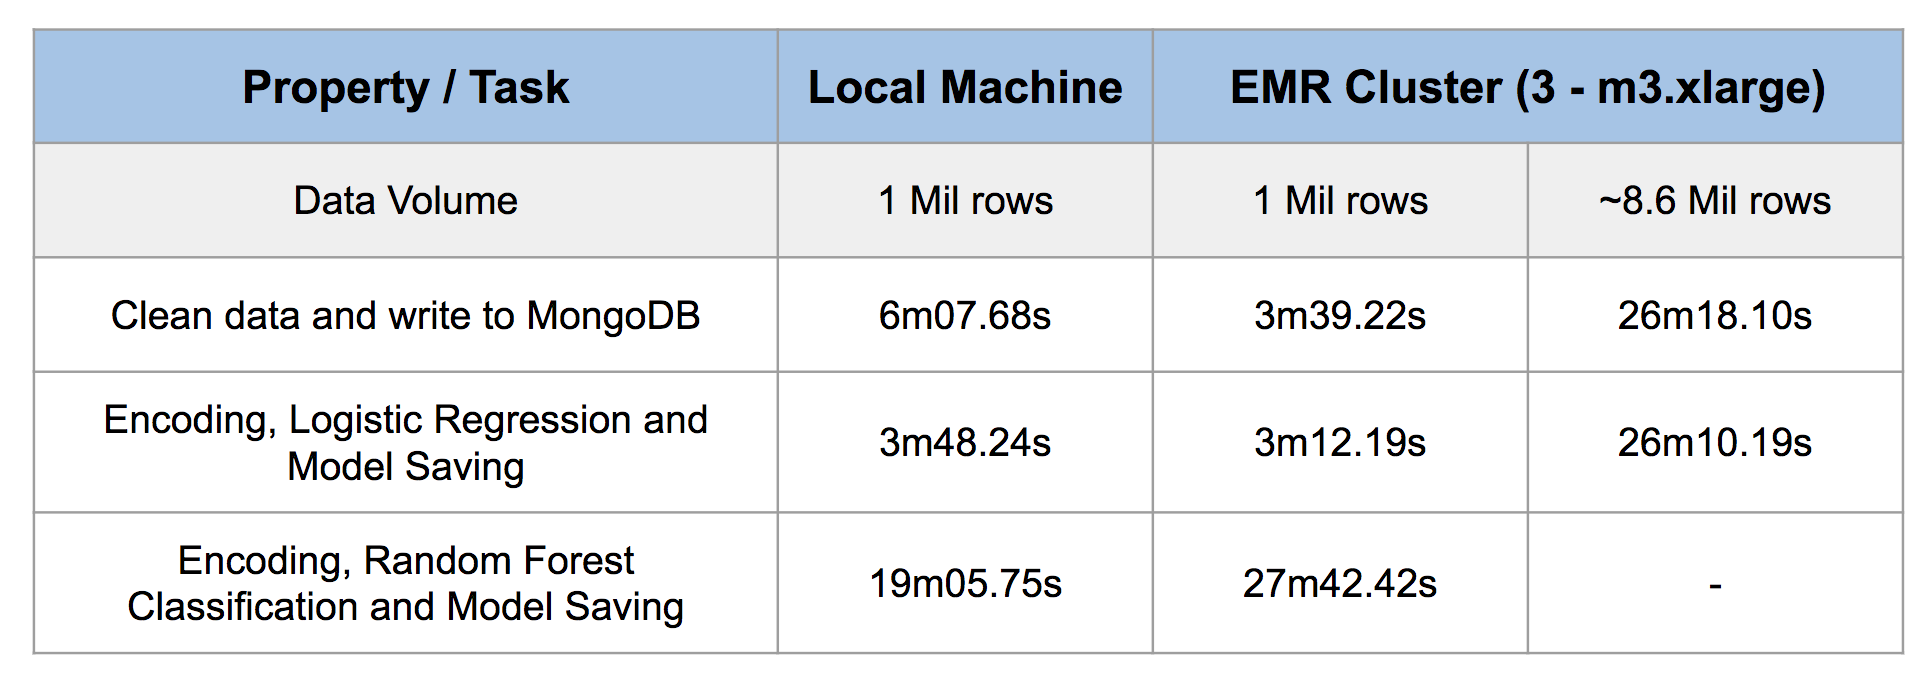 Property / Task
Local Machine
EMR Cluster (3 - m3.xlarge)
Data Volume
1 Mil rows
1 Mil rows
~8.6 Mil rows
Clean data and write to MongoDB
6m07.68s
3m39.22s
26m18.10s
Encoding, Logistic Regression and
Model Saving
3m48.24s
3m12.19s
26m10.19s
Encoding, Random Forest
Classification and Model Saving
19m05.75s
27m42.42s
-